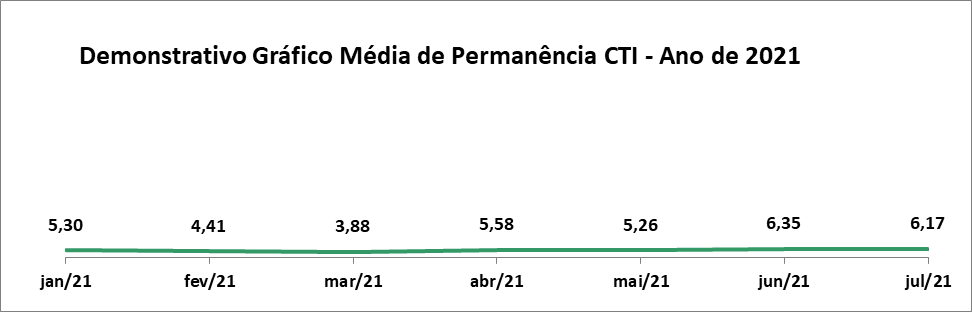 Demonstrativo Gráfico Média de Permanência CTI - Ano de 2021
5,30 4,41 3,88 5,58 5,26 6,35 6,17
jan/21 fev/21 mar/21 abr/21 mai/21 jun/21 jul/21